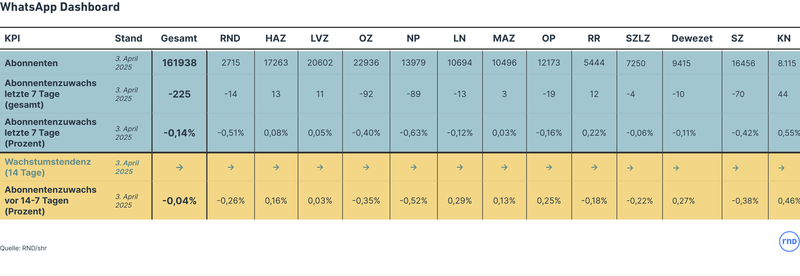 WhatsApp Dashboard
KPI Stand Gesamt RND HAZ LVZ OZ NP LN MAZ OP RR SZLZ Dewezet SZ KN
Abonnenten 3. April 2025 161938 2715 17263 20602 22936 13979 10694 10496 12173 5444 7250 9415 16456 8.115
Abonnentenzuwachs letzte 7 Tage (gesamt) 3. April 2025 -225 -14 13 11 -92 -89 -13 3 -19 12 -4 -10 -70 44
Abonnentenzuwachs letzte 7 Tage (Prozent) 3. April 2025 -0,14% -0,51% 0,08% 0,05% -0,40% -0,63% -0,12% 0,03% -0,16% 0,22% -0,06% -0,11% -0,42% 0,55%
Wachstumstendenz (14 Tage) 3. April 2025 → → → → → → → → → → → → → →
Abonnentenzuwachs vor 14-7 Tagen (Prozent) 3. April 2025 -0,04% -0,26% 0,16% 0,03% -0,35% -0,52% 0,29% 0,13% 0,25% -0,18% -0,22% 0,27% -0,38% 0,46%
Quelle: RND/shr
RND